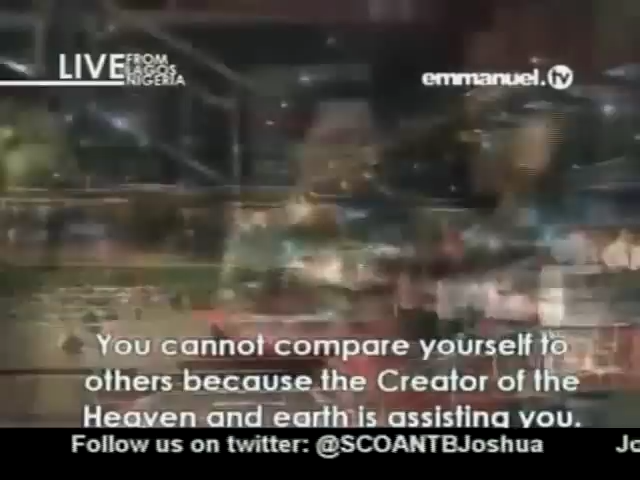 LIVE FROM
LAGOS
NIGERIA
emmanuel.tv
You cannot compare yourself to
others because the Creator of the
Heaven and earth is assisting you.
Follow us on twitter: @SCOANTBJoshua
Jo